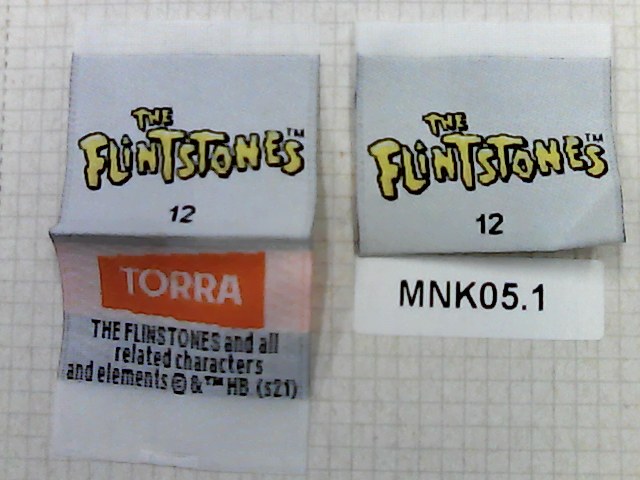 THE
FLINTSTONES™
12
TORRA
THE FLINSTONES and all
related characters
and elements © & ™ HB (s21)
THE
FLINTSTONES™
12
MNK05.1